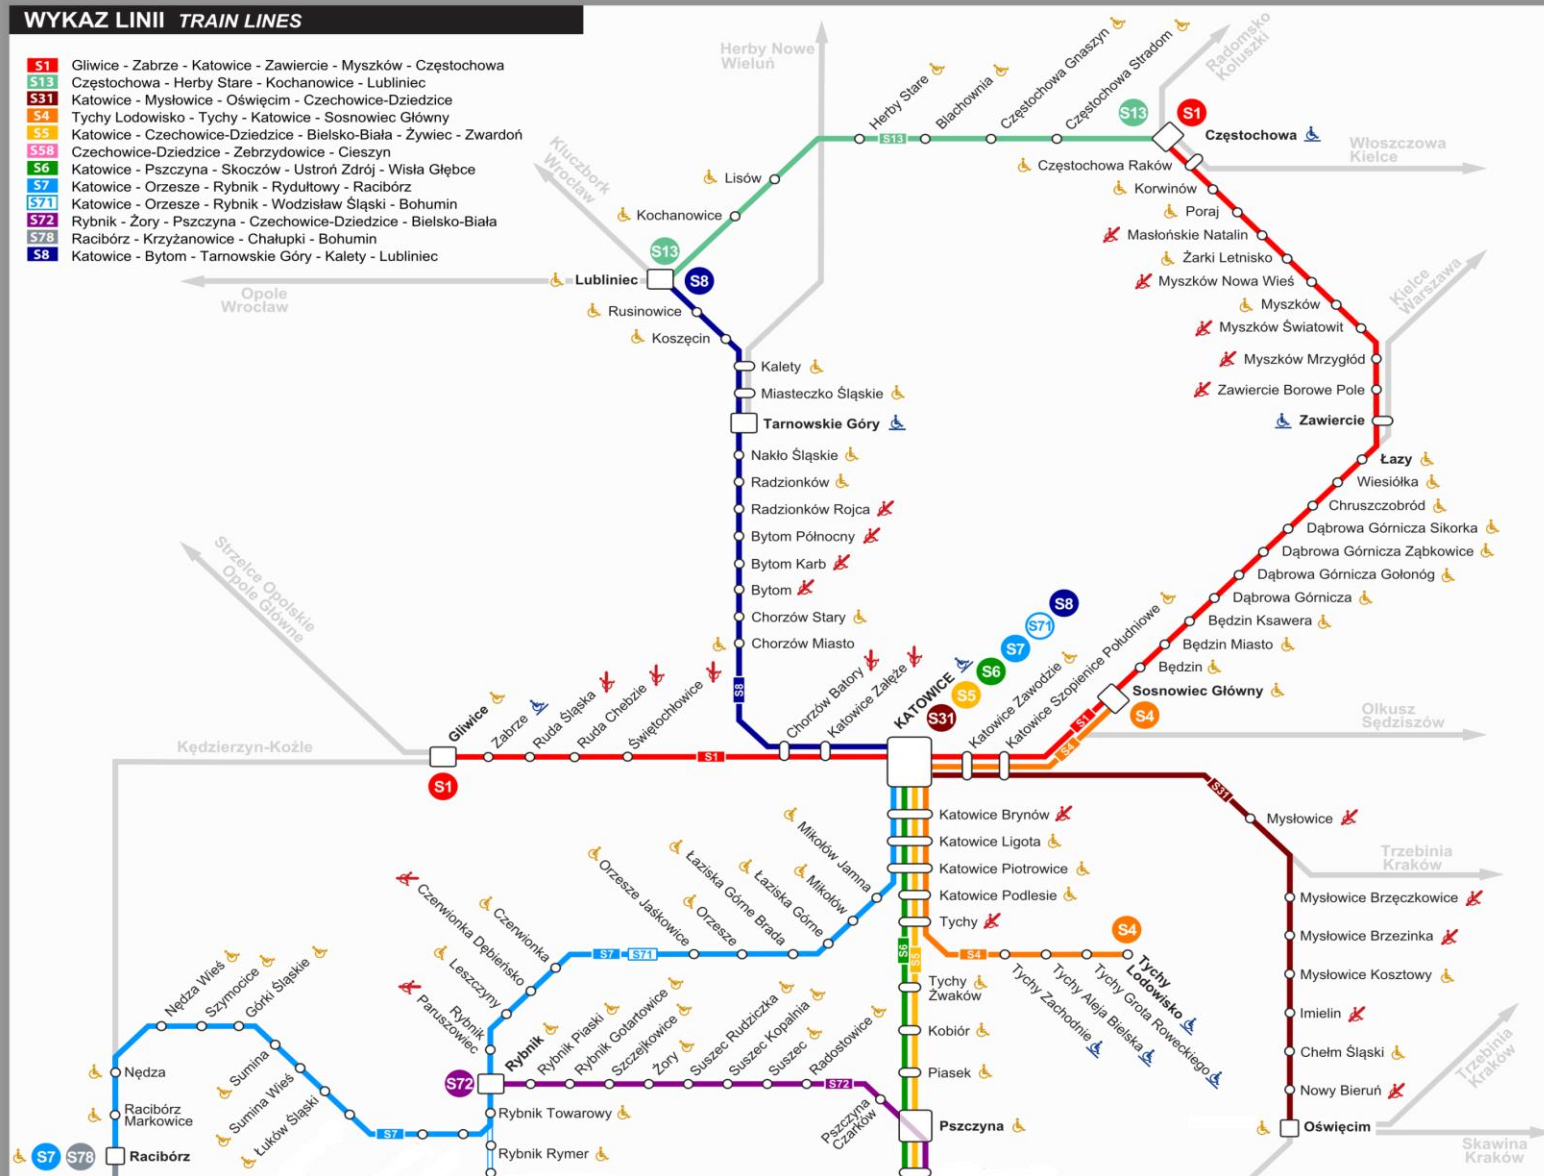 WYKAZ LINII TRAIN LINES
S1 Gliwice - Zabrze - Katowice - Zawiercie - Myszków - Częstochowa
S13 Częstochowa - Herby Stare - Kochanowice - Lubliniec
S31 Katowice - Mysłowice - Oświęcim - Czechowice-Dziedzice
S4 Tychy Lodowisko - Tychy - Katowice - Sosnowiec Główny
S5 Katowice - Czechowice-Dziedzice - Bielsko-Biała - Żywiec - Zwardoń
S58 Czechowice-Dziedzice - Zebrzydowice - Cieszyn
S6 Katowice - Pszczyna - Skoczów - Ustroń Zdrój - Wisła Głębce
S7 Katowice - Orzesze - Rybnik - Rydułtowy - Racibórz
S71 Katowice - Orzesze - Rybnik - Wodzisław Śląski - Bohumin
S72 Rybnik - Żory - Pszczyna - Czechowice-Dziedzice - Bielsko-Biała
S78 Racibórz - Krzyżanowice - Chałupki - Bohumin
S8 Katowice - Bytom - Tarnowskie Góry - Kalety - Lubliniec
Herby Nowe
Wieluń
Radomsko
Koluszki
Herby Stare
S13
Blachownia
Częstochowa Gnaszyn
Częstochowa Stradom
S13
S1
Częstochowa
Włoszczowa
Kielce
Kluczbork
Wrocław
Lisów
Kochanowice
S13
Lubliniec
S8
Opole
Wrocław
Rusinowice
Koszęcin
Kalety
Miasteczko Śląskie
Tarnowskie Góry
Nakło Śląskie
Radzionków
Radzionków Rojca
Bytom Północny
Bytom Karb
Bytom
Chorzów Stary
Chorzów Miasto
S8
Częstochowa Raków
Korwinów
Poraj
Masłońskie Natalin
Żarki Letnisko
Myszków Nowa Wieś
Myszków
Myszków Światowit
Myszków Mrzygłód
Zawiercie Borowe Pole
Zawiercie
Kielce
Warszawa
Łazy
Wiesiółka
Chruszczobród
Dąbrowa Górnicza Sikorka
Dąbrowa Górnicza Ząbkowice
Dąbrowa Górnicza Gołonóg
Dąbrowa Górnicza
Będzin Ksawera
Będzin Miasto
Będzin
Sosnowiec Główny
S4
S1
S4
Olkusz
Sędziszów
Strzelce Opolskie
Opole Główne
Kędzierzyn-Koźle
Gliwice
S1
Zabrze
Ruda Śląska
Ruda Chebzie
Świętochłowice
S1
Chorzów Batory
Katowice Załęże
KATOWICE
S31
S5
S6
S7
S71
S8
Katowice Zawodzie
Katowice Szopienice Południowe
S31
Mysłowice
Trzebinia
Kraków
Mysłowice Brzęczkowice
Mysłowice Brzezinka
Mysłowice Kosztowy
Imielin
Chełm Śląski
Nowy Bieruń
Oświęcim
Trzebinia
Kraków
Skawina
Kraków
Katowice Brynów
Katowice Ligota
Katowice Piotrowice
Katowice Podlesie
Tychy
S6
S5
S4
S4
Tychy
Lodowisko
Tychy Zachodnie
Tychy Aleja Bielska
Tychy Grota Roweckiego
Tychy
Żwaków
Kobiór
Piasek
Pszczyna
Mikołów Jamna
Mikołów
Łaziska Górne
Łaziska Górne Brada
Orzesze
Orzesze Jaśkowice
S7
S71
Czerwionka
Czerwionka Dębieńsko
Leszczyny
Rybnik
Paruszowiec
Rybnik
S72
Rybnik Piaski
Rybnik Gotartowice
Szczejkowice
Żory
Suszec Rudziczka
Suszec Kopalnia
Suszec
Radostowice
S72
Pszczyna
Czarków
Rybnik Towarowy
Rybnik Rymer
Nędza Wieś
Szymocice
Górki Śląskie
Sumina
Sumina Wieś
Łuków Śląski
S7
Nędza
Racibórz
Markowice
S7
S78
Racibórz